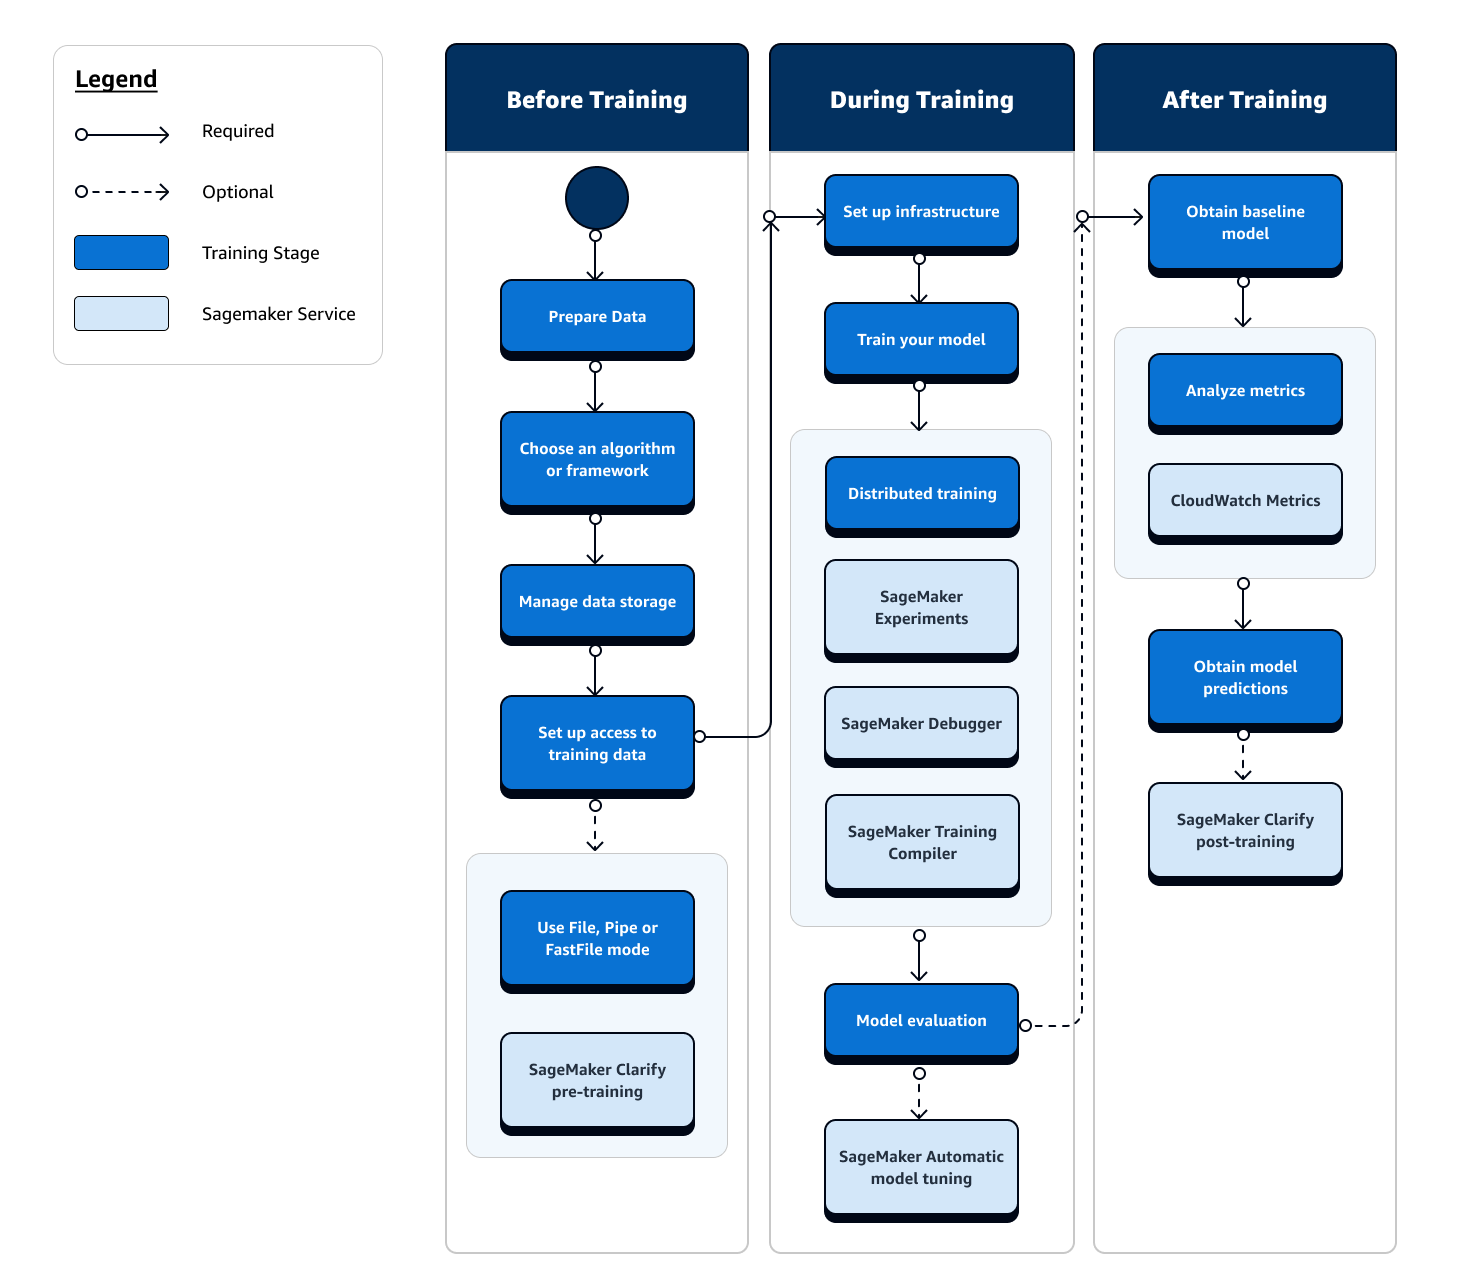 Legend
Required
Optional
Training Stage
Sagemaker Service
Before Training
Prepare Data
Choose an algorithm
or framework
Manage data storage
Set up access to
training data
Use File, Pipe or
FastFile mode
SageMaker Clarify
pre-training
During Training
Set up infrastructure
Train your model
Distributed training
SageMaker
Experiments
SageMaker Debugger
SageMaker Training
Compiler
Model evaluation
SageMaker Automatic
model tuning
After Training
Obtain baseline
model
Analyze metrics
CloudWatch Metrics
Obtain model
predictions
SageMaker Clarify
post-training